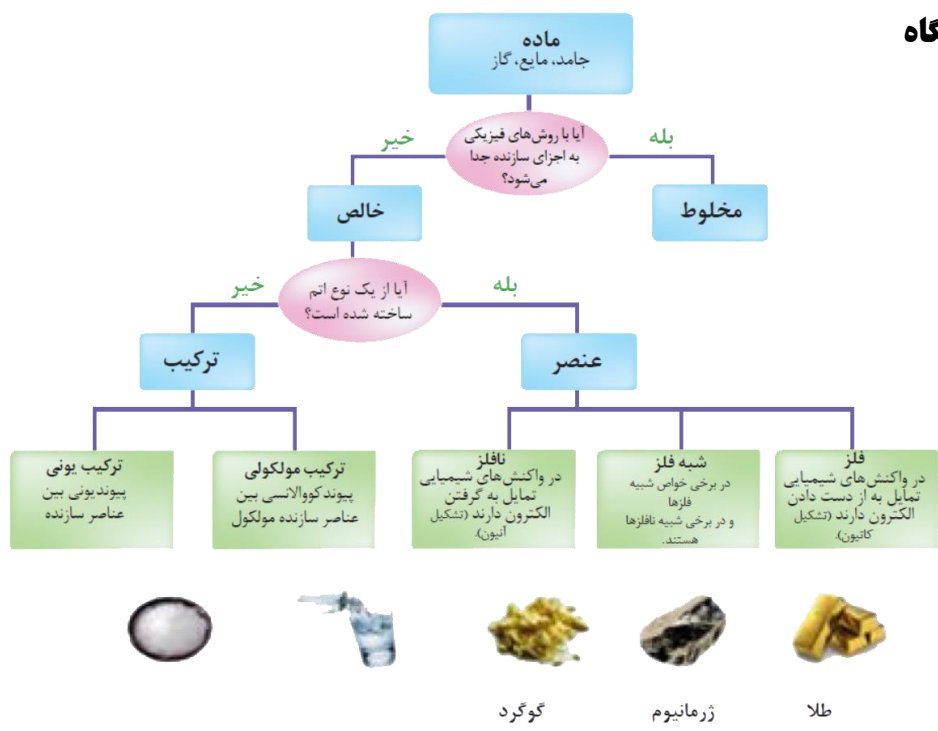 ماده
جامد، مایع، گاز
آیا با روش‌های فیزیکی
به اجزای سازنده جدا
می‌شود؟
بله
خیر
مخلوط
خالص
آیا از یک نوع اتم
ساخته شده است؟
بله
خیر
عنصر
ترکیب
فلز
در واکنش‌های شیمیایی
تمایل به از دست دادن
الکترون دارند (تشکیل
کاتیون).
شبه فلز
در برخی خواص شبیه
فلزها
و در برخی شبیه نافلزها
هستند.
نافلز
در واکنش‌های شیمیایی
تمایل به گرفتن
الکترون دارند (تشکیل
آنیون).
ترکیب مولکولی
پیوند کووالانسی بین
عناصر سازنده مولکول
ترکیب یونی
پیوند یونی بین
عناصر سازنده
طلا
ژرمانیوم
گوگرد